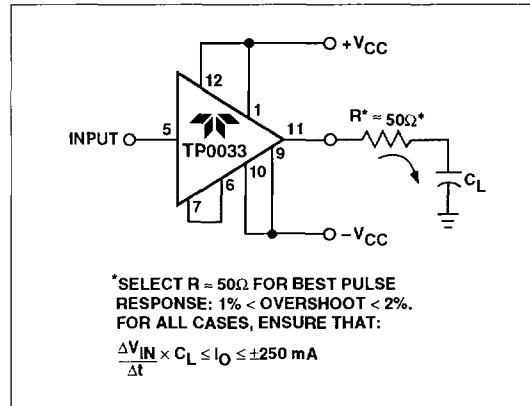 +VCC
12
1
R* ≈ 50Ω*
INPUT
5
TP0033
11
9
10
6
7
CL
−VCC
*SELECT R ≈ 50Ω FOR BEST PULSE
RESPONSE: 1% < OVERSHOOT < 2%.
FOR ALL CASES, ENSURE THAT:
ΔVIN/Δt × CL ≤ IO ≤ ±250 mA